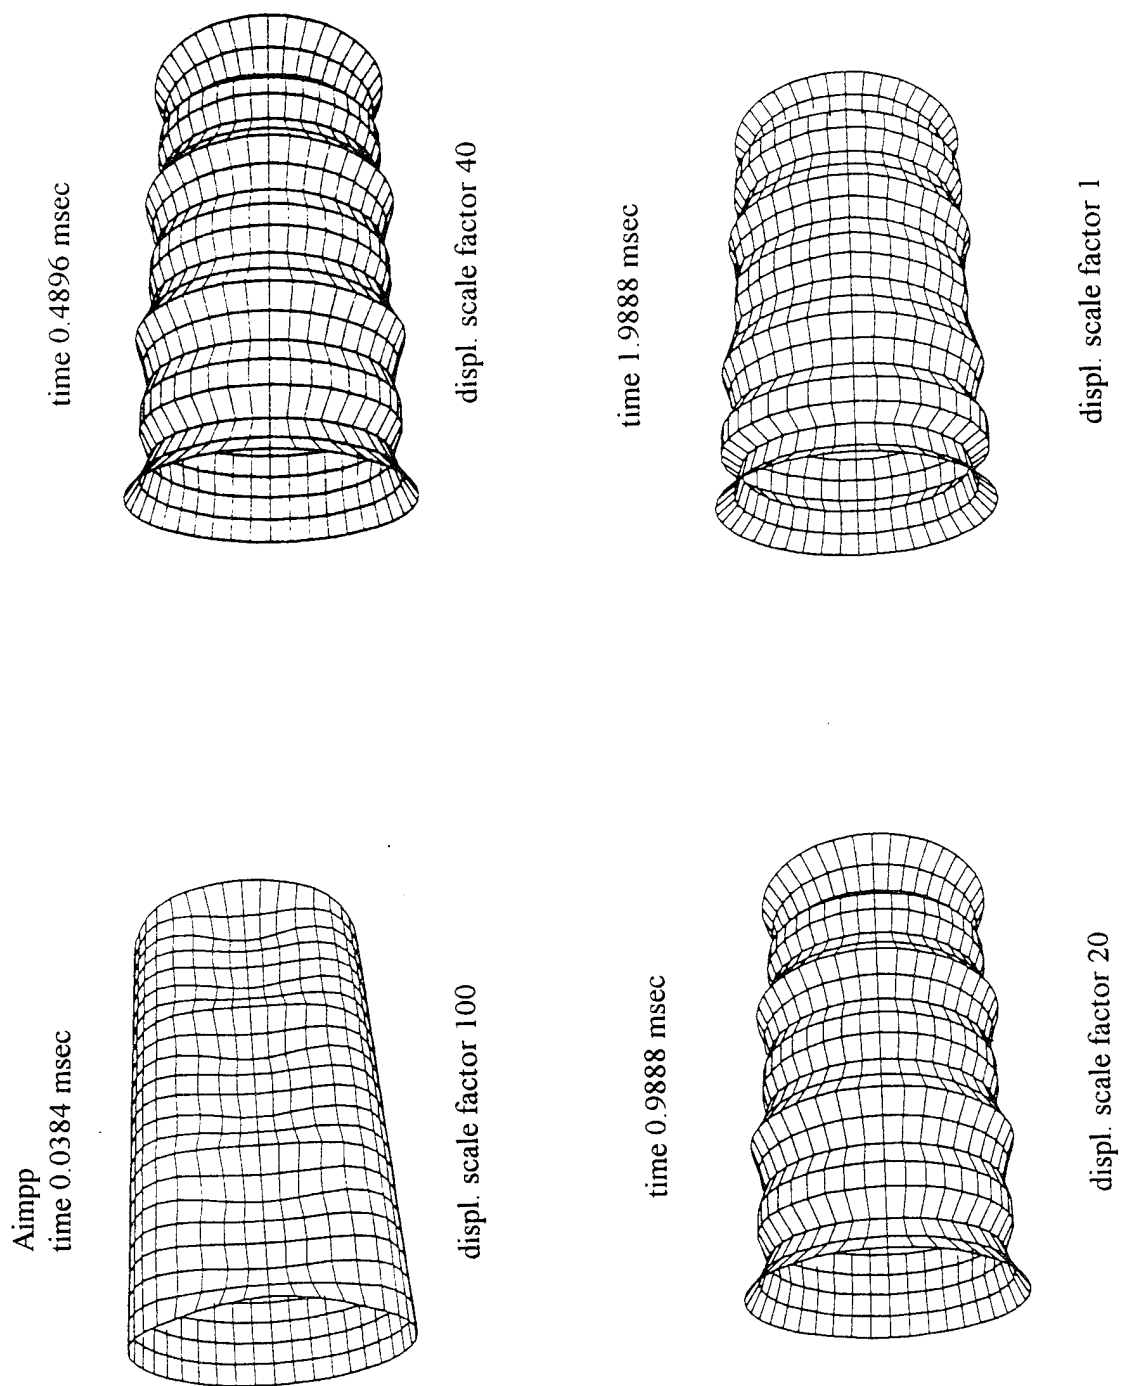 Aimpp
time 0.0384 msec
displ. scale factor 100
time 0.4896 msec
displ. scale factor 40
time 0.9888 msec
displ. scale factor 20
time 1.9888 msec
displ. scale factor 1